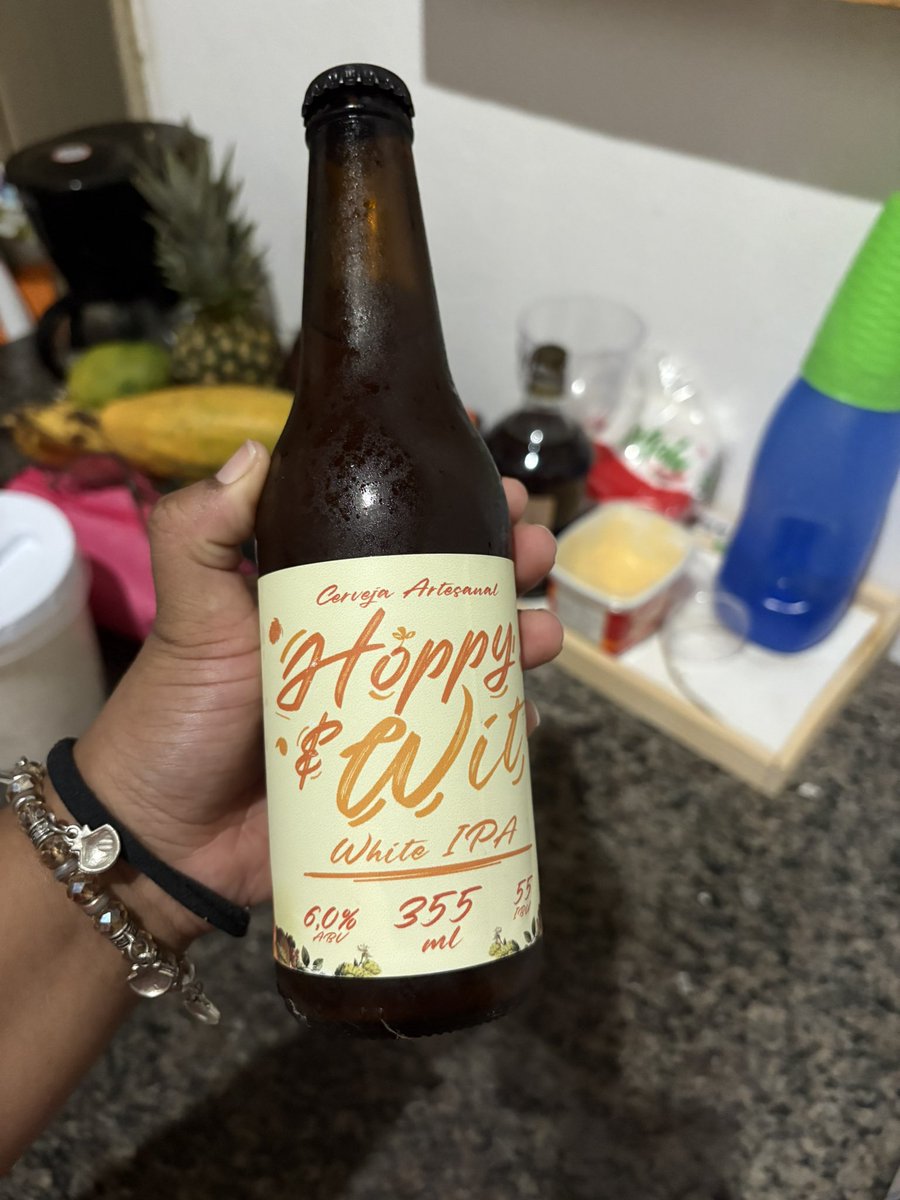 Cerveja Artesanal
Hoppy
& Wit
White IPA
6,0%
ABV
355
ml
55
IBU